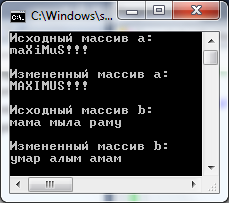 C:\Windows\s...
Исходный массив a:
maXiMuS!!!
Измененный массив a:
MAXIMUS!!!
Исходный массив b:
мама мыла раму
Измененный массив b:
умар алым амам